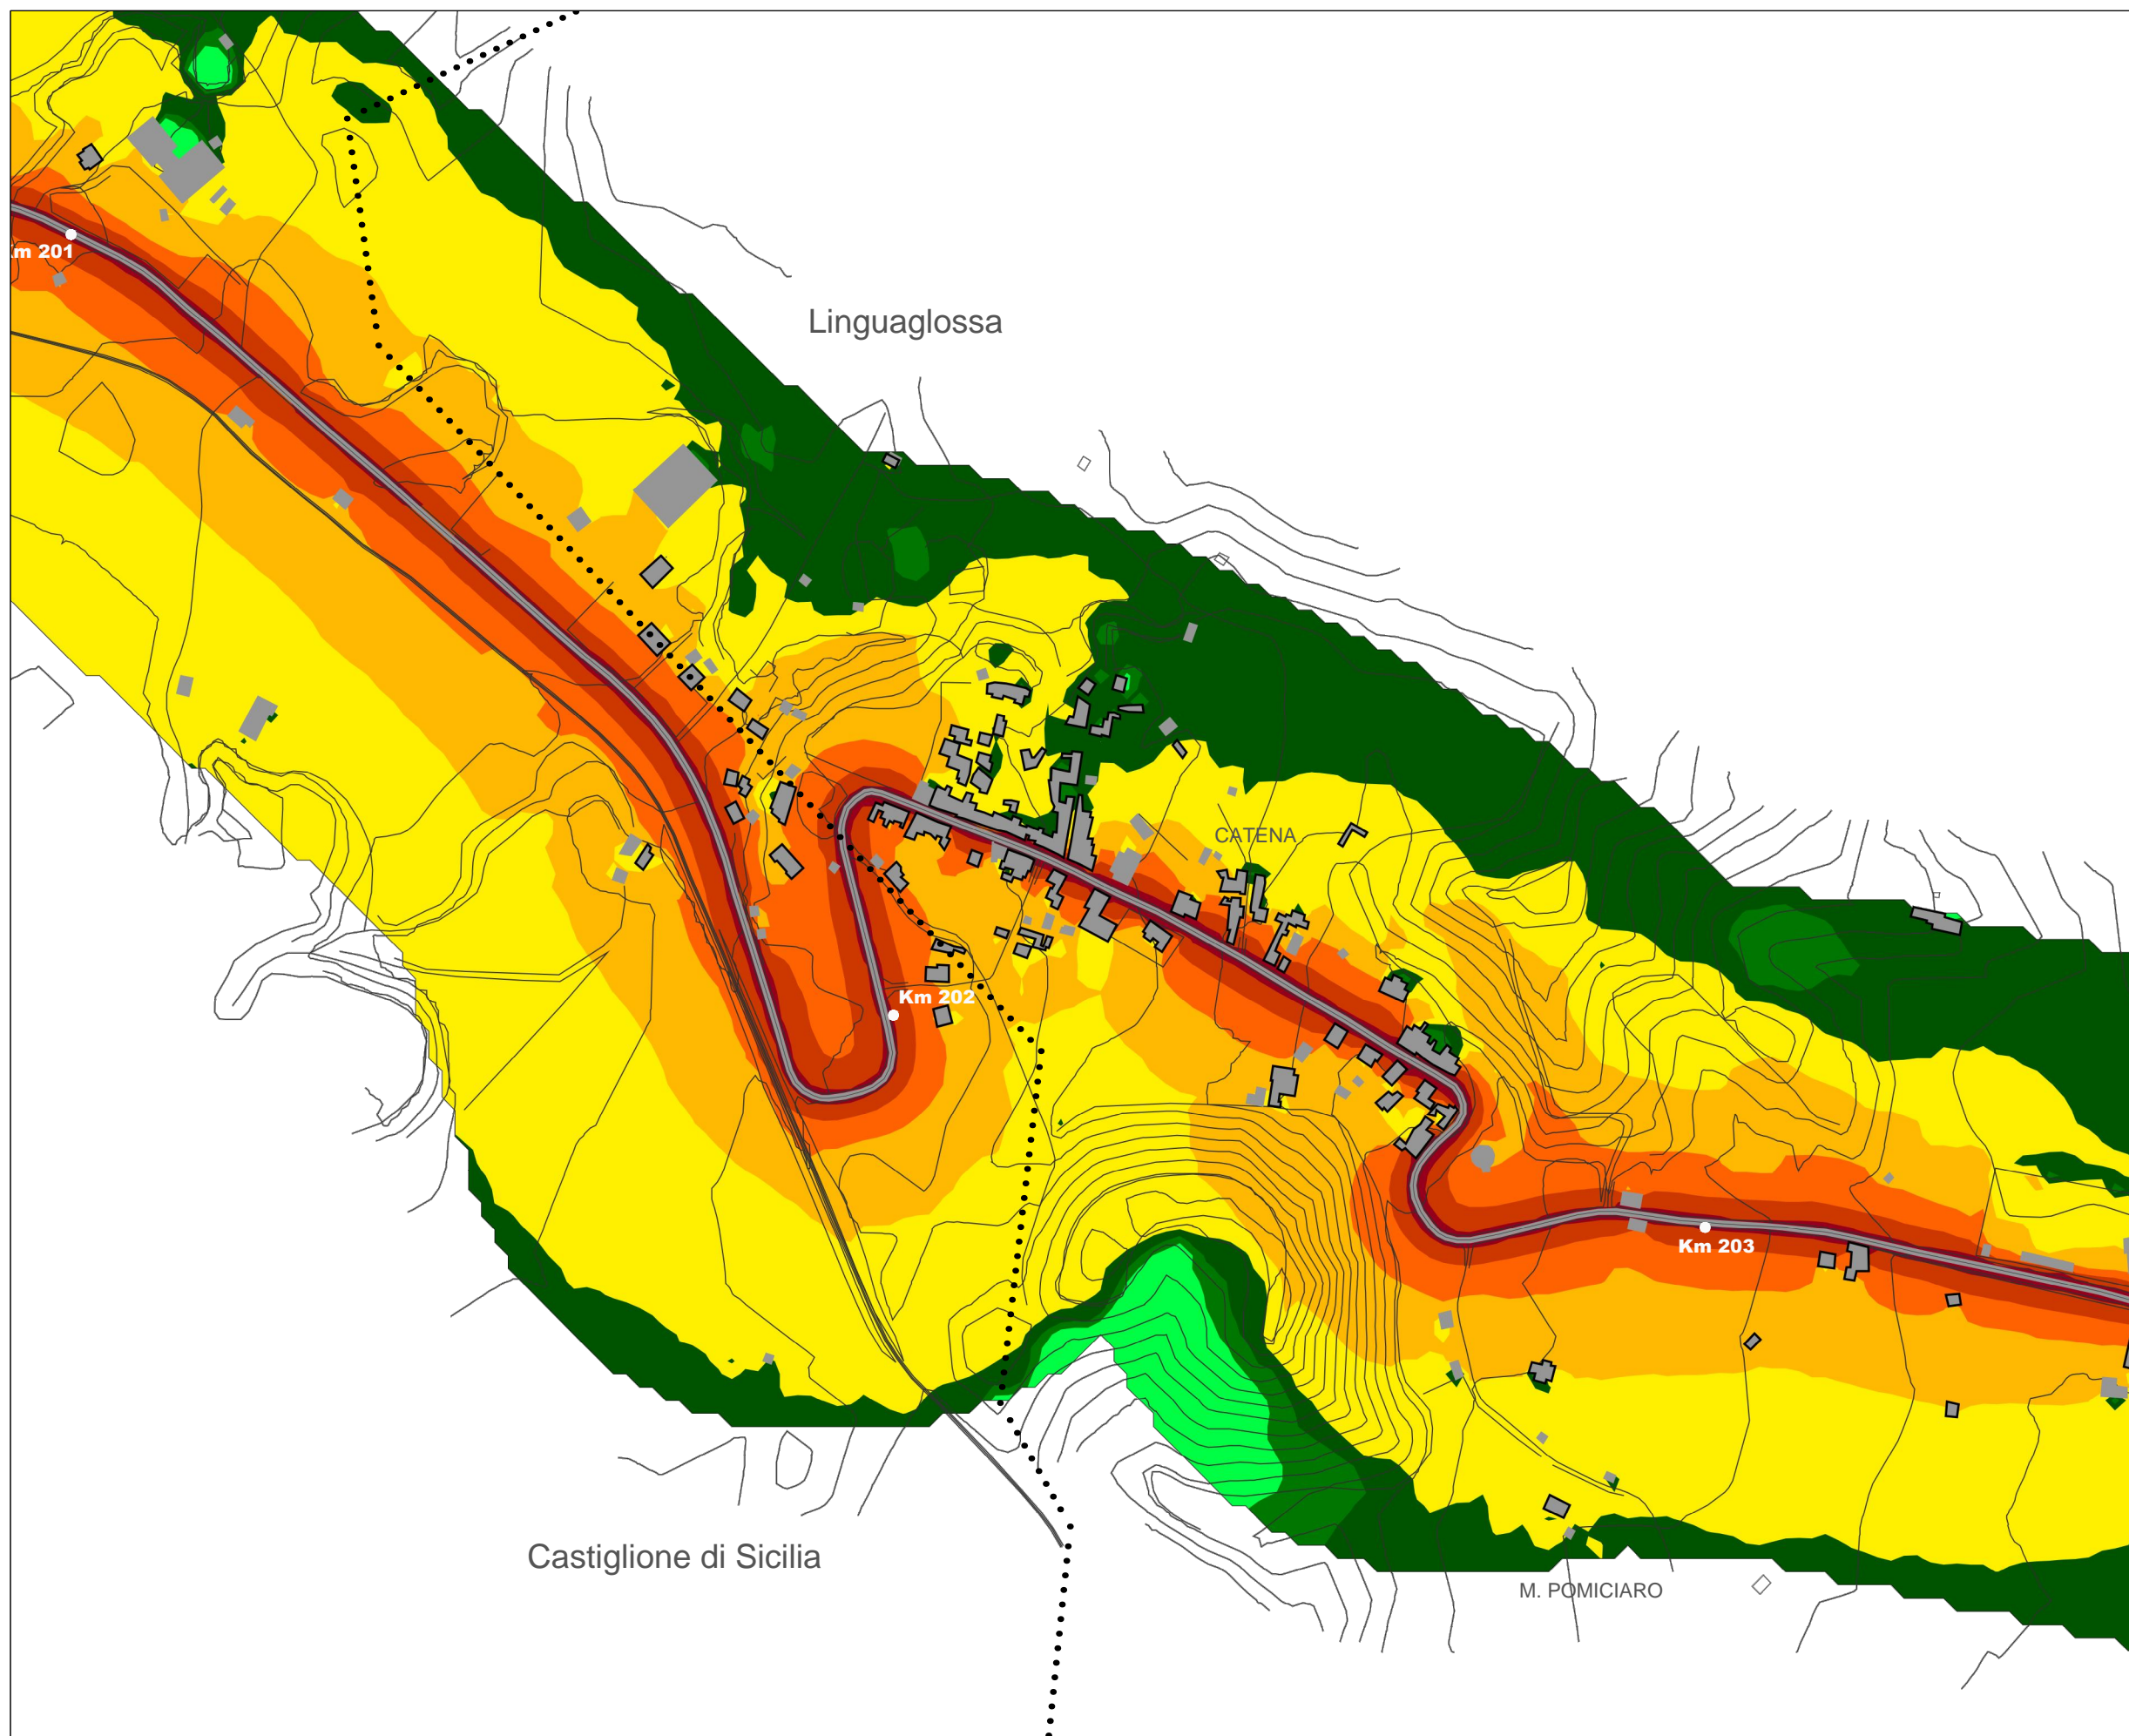 Km 201
Linguaglossa
CATENA
Km 202
Km 203
Castiglione di Sicilia
M. POMICIARO